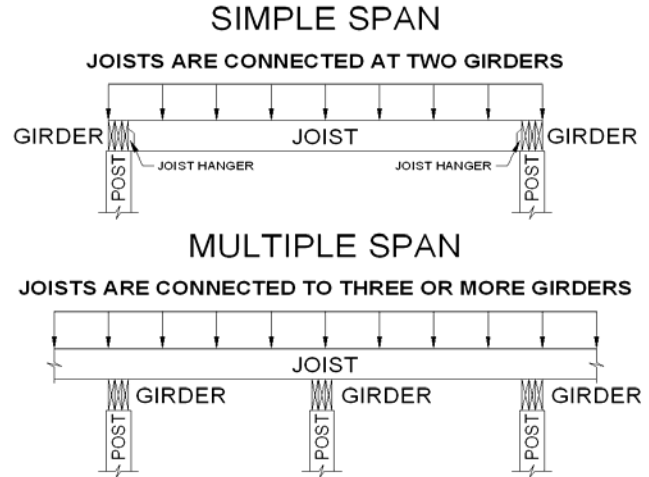 SIMPLE SPAN
JOISTS ARE CONNECTED AT TWO GIRDERS
GIRDER JOIST GIRDER
JOIST HANGER JOIST HANGER
POST POST
MULTIPLE SPAN
JOISTS ARE CONNECTED TO THREE OR MORE GIRDERS
JOIST
GIRDER GIRDER GIRDER
POST POST POST